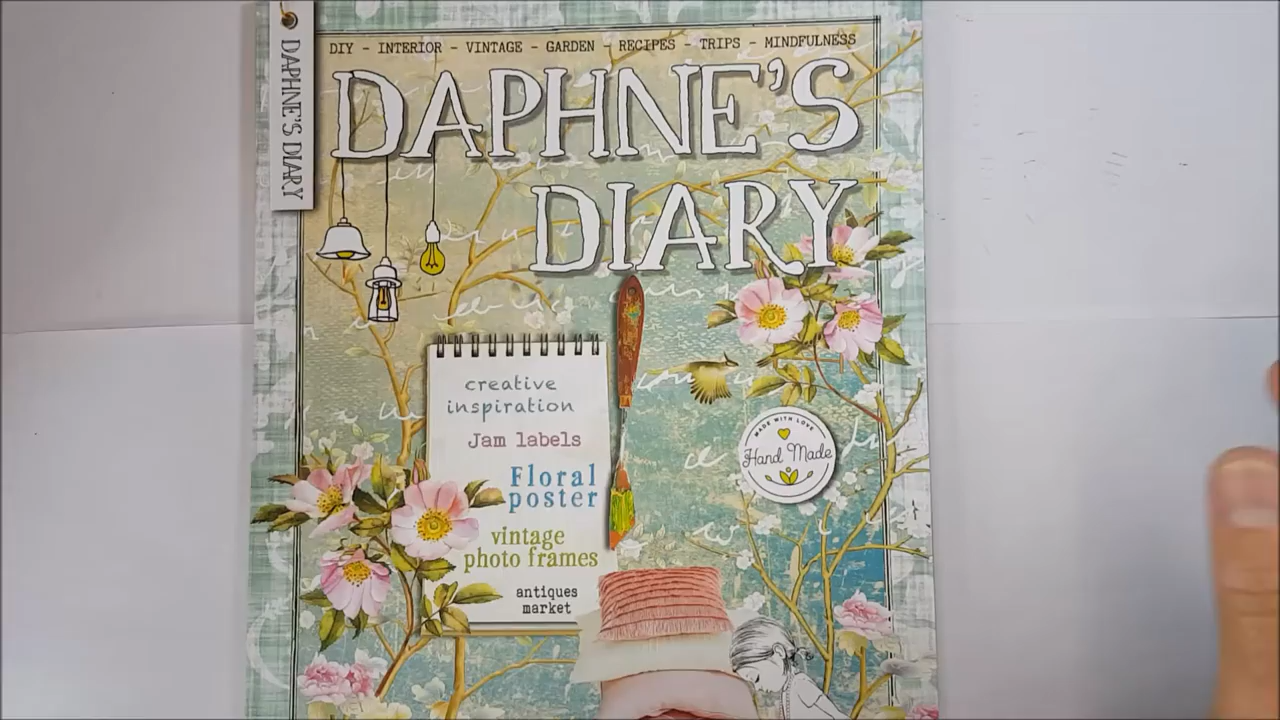 DIY - INTERIOR - VINTAGE - GARDEN - RECIPES - TRIPS - MINDFULNESS
DAPHNE'S DIARY
DAPHNE'S
DIARY
creative
inspiration
Jam labels
Floral
poster
vintage
photo frames
antiques
market
MADE WITH LOVE
Hand Made